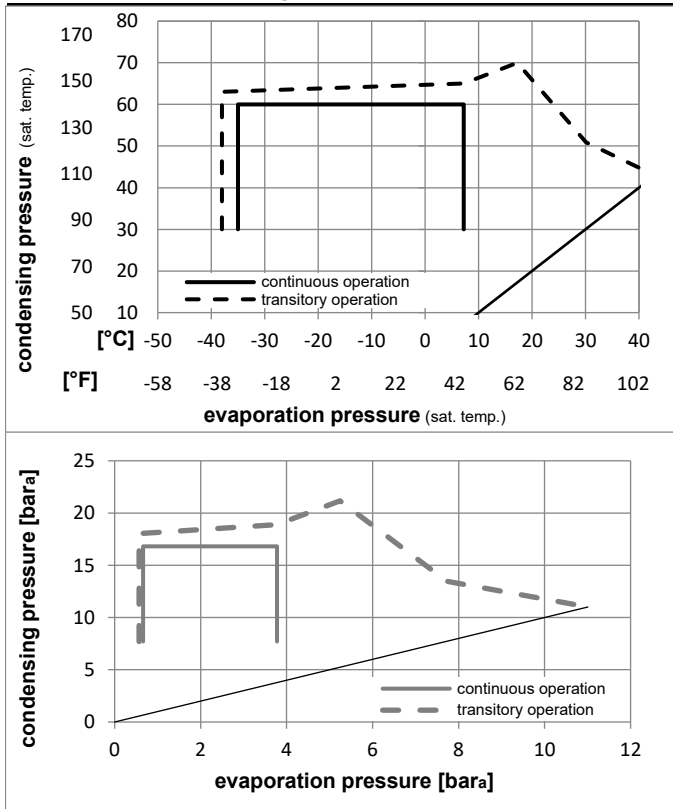 170 80
150 70
60
130
50
110 40
90 30
70 20
50 10
condensing pressure (sat. temp.)
continuous operation
transitory operation
[°C] -50 -40 -30 -20 -10 0 10 20 30 40
[°F] -58 -38 -18 2 22 42 62 82 102
evaporation pressure (sat. temp.)
25
20
15
10
5
0
condensing pressure [bara]
continuous operation
transitory operation
0 2 4 6 8 10 12
evaporation pressure [bara]